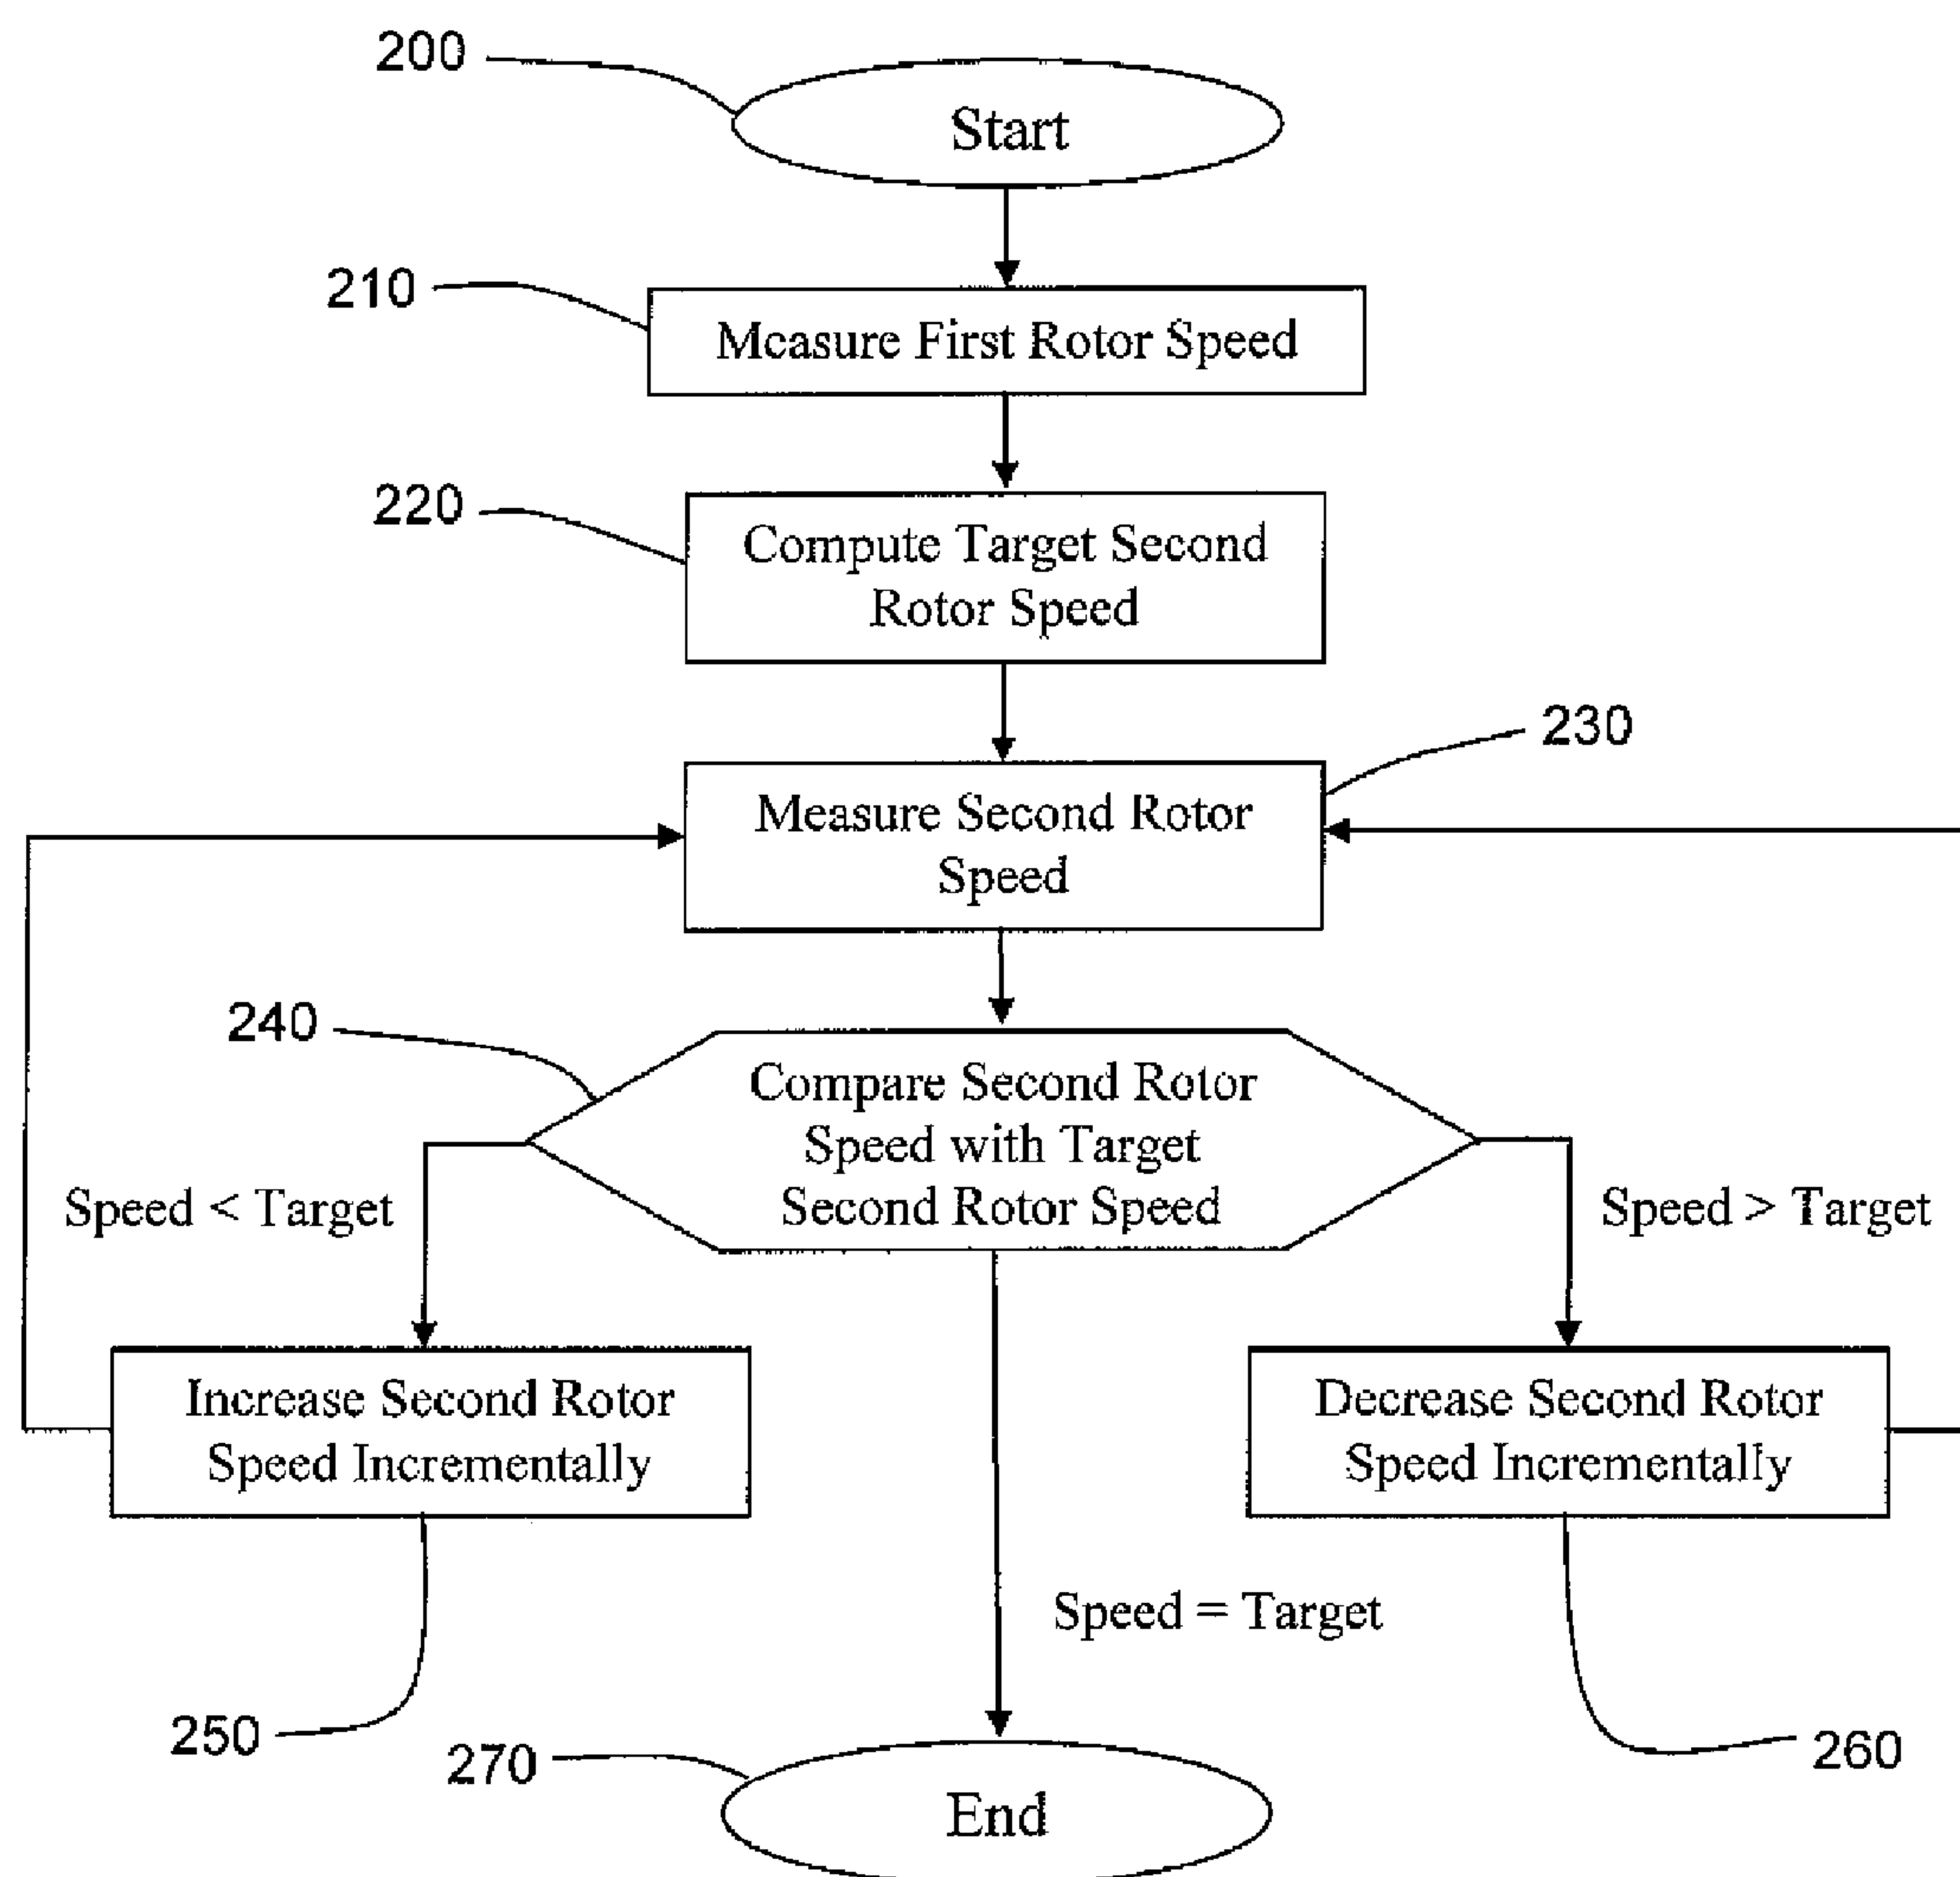 200
Start
210
Measure First Rotor Speed
220
Compute Target Second
Rotor Speed
230
Measure Second Rotor
Speed
240
Compare Second Rotor
Speed with Target
Second Rotor Speed
Speed < Target
Speed > Target
Increase Second Rotor
Speed Incrementally
Decrease Second Rotor
Speed Incrementally
Speed = Target
250
270
260
End